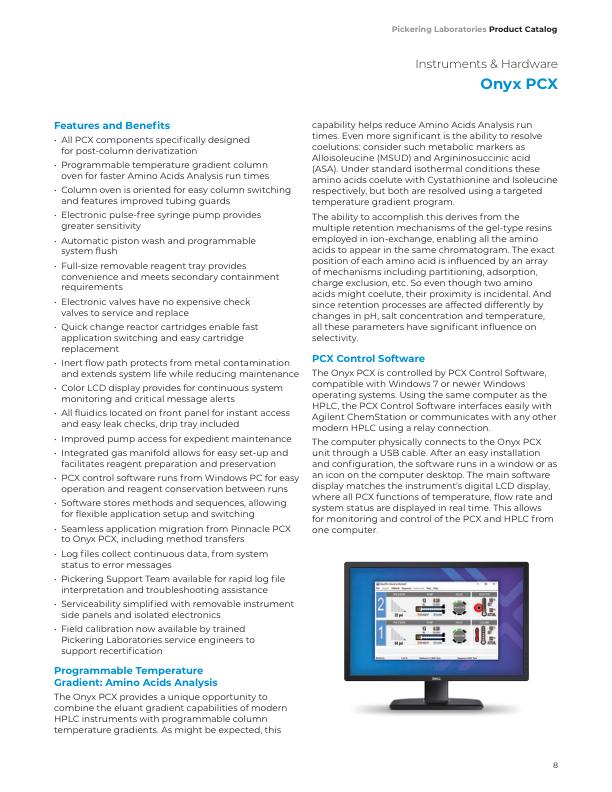 Pickering Laboratories Product Catalog
Instruments & Hardware
Onyx PCX
Features and Benefits
· All PCX components specifically designed
for post-column derivatization
· Programmable temperature gradient column
oven for faster Amino Acids Analysis run times
· Column oven is oriented for easy column switching
and features improved tubing guards
· Electronic pulse-free syringe pump provides
greater sensitivity
· Automatic piston wash and programmable
system flush
· Full-size removable reagent tray provides
convenience and meets secondary containment
requirements
· Electronic valves have no expensive check
valves to service and replace
· Quick change reactor cartridges enable fast
application switching and easy cartridge
replacement
· Inert flow path protects from metal contamination
and extends system life while reducing maintenance
· Color LCD display provides for continuous system
monitoring and critical message alerts
· All fluidics located on front panel for instant access
and easy leak checks, drip tray included
· Improved pump access for expedient maintenance
· Integrated gas manifold allows for easy set-up and
facilitates reagent preparation and preservation
· PCX control software runs from Windows PC for easy
operation and reagent conservation between runs
· Software stores methods and sequences, allowing
for flexible application setup and switching
· Seamless application migration from Pinnacle PCX
to Onyx PCX, including method transfers
· Log files collect continuous data, from system
status to error messages
· Pickering Support Team available for rapid log file
interpretation and troubleshooting assistance
· Serviceability simplified with removable instrument
side panels and isolated electronics
· Field calibration now available by trained
Pickering Laboratories service engineers to
support recertification
Programmable Temperature
Gradient: Amino Acids Analysis
The Onyx PCX provides a unique opportunity to
combine the eluant gradient capabilities of modern
HPLC instruments with programmable column
temperature gradients. As might be expected, this
capability helps reduce Amino Acids Analysis run
times. Even more significant is the ability to resolve
coelutions: consider such metabolic markers as
Alloisoleucine (MSUD) and Argininosuccinic acid
(ASA). Under standard isothermal conditions these
amino acids coelute with Cystathionine and Isoleucine
respectively, but both are resolved using a targeted
temperature gradient program.
The ability to accomplish this derives from the
multiple retention mechanisms of the gel-type resins
employed in ion-exchange, enabling all the amino
acids to appear in the same chromatogram. The exact
position of each amino acid is influenced by an array
of mechanisms including partitioning, adsorption,
charge exclusion, etc. So even though two amino
acids might coelute, their proximity is incidental. And
since retention processes are affected differently by
changes in pH, salt concentration and temperature,
all these parameters have significant influence on
selectivity.
PCX Control Software
The Onyx PCX is controlled by PCX Control Software,
compatible with Windows 7 or newer Windows
operating systems. Using the same computer as the
HPLC, the PCX Control Software interfaces easily with
Agilent ChemStation or communicates with any other
modern HPLC using a relay connection.
The computer physically connects to the Onyx PCX
unit through a USB cable. After an easy installation
and configuration, the software runs in a window or as
an icon on the computer desktop. The main software
display matches the instrument's digital LCD display,
where all PCX functions of temperature, flow rate and
system status are displayed in real time. This allows
for monitoring and control of the PCX and HPLC from
one computer.
2
1
DELL
8